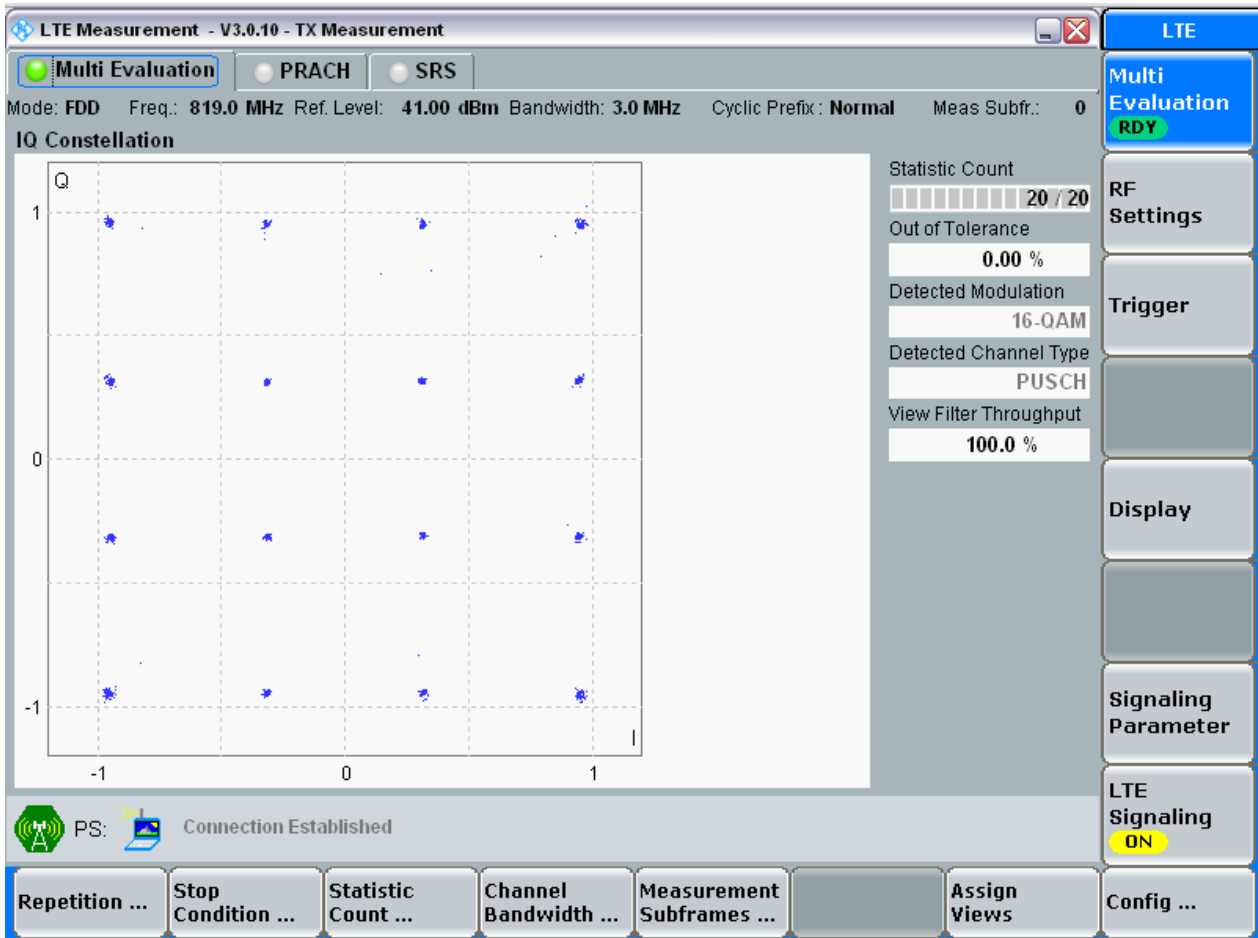 LTE Measurement - V3.0.10 - TX Measurement
LTE
Multi Evaluation PRACH SRS
Mode: FDD Freq.: 819.0 MHz Ref. Level: 41.00 dBm Bandwidth: 3.0 MHz Cyclic Prefix : Normal Meas Subfr.: 0
IQ Constellation
Q
1
0
-1
I
-1 0 1
Statistic Count
20 / 20
Out of Tolerance
0.00 %
Detected Modulation
16-QAM
Detected Channel Type
PUSCH
View Filter Throughput
100.0 %
Multi
Evaluation
RDY
RF
Settings
Trigger
Display
Signaling
Parameter
LTE
Signaling
ON
PS: Connection Established
Repetition ...
Stop
Condition ...
Statistic
Count ...
Channel
Bandwidth ...
Measurement
Subframes ...
Assign
Views
Config ...